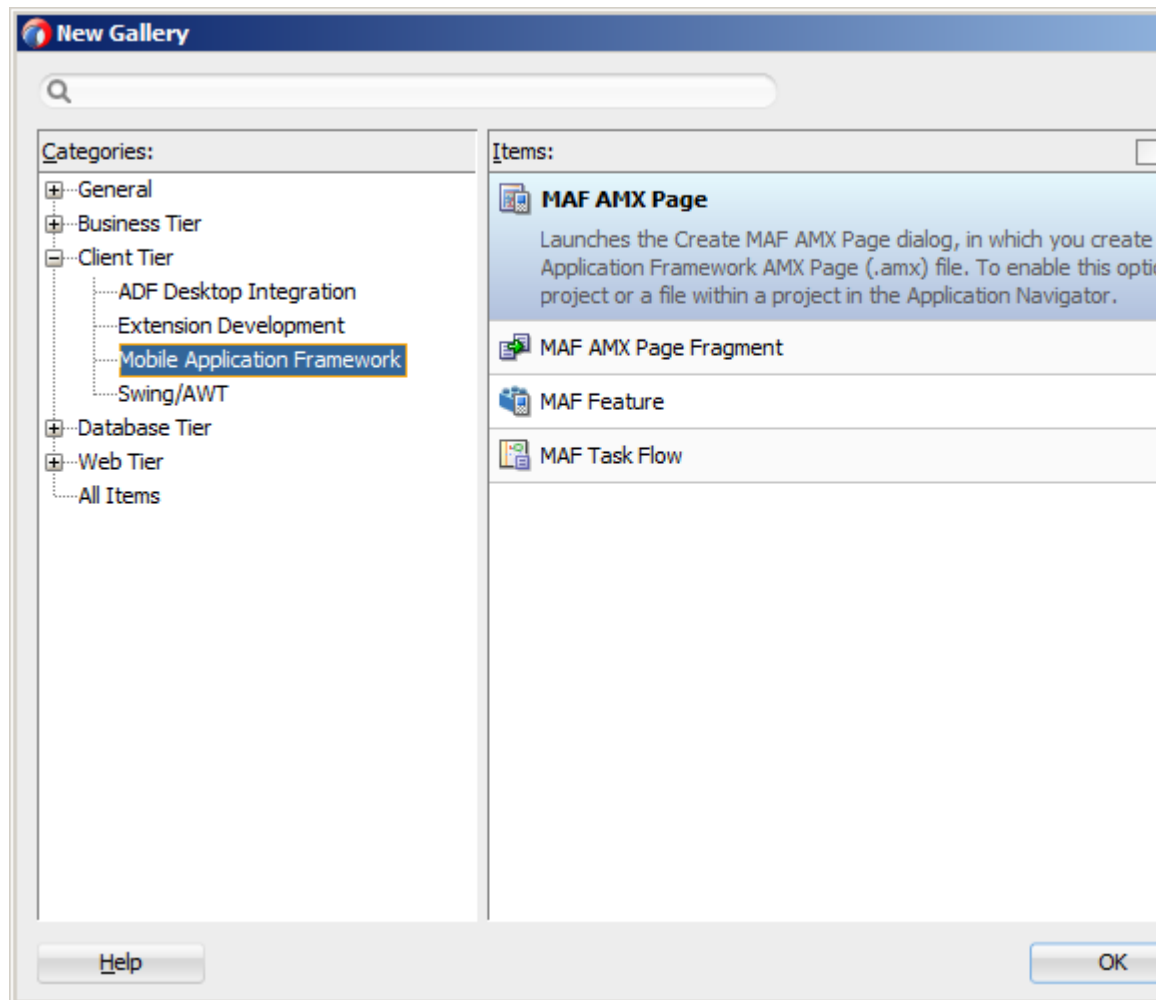 New Gallery
Categories:
General
Business Tier
Client Tier
ADF Desktop Integration
Extension Development
Mobile Application Framework
Swing/AWT
Database Tier
Web Tier
All Items
Items:
MAF AMX Page
Launches the Create MAF AMX Page dialog, in which you create
Application Framework AMX Page (.amx) file. To enable this
project or a file within a project in the Application Navigator.
MAF AMX Page Fragment
MAF Feature
MAF Task Flow
Help
OK